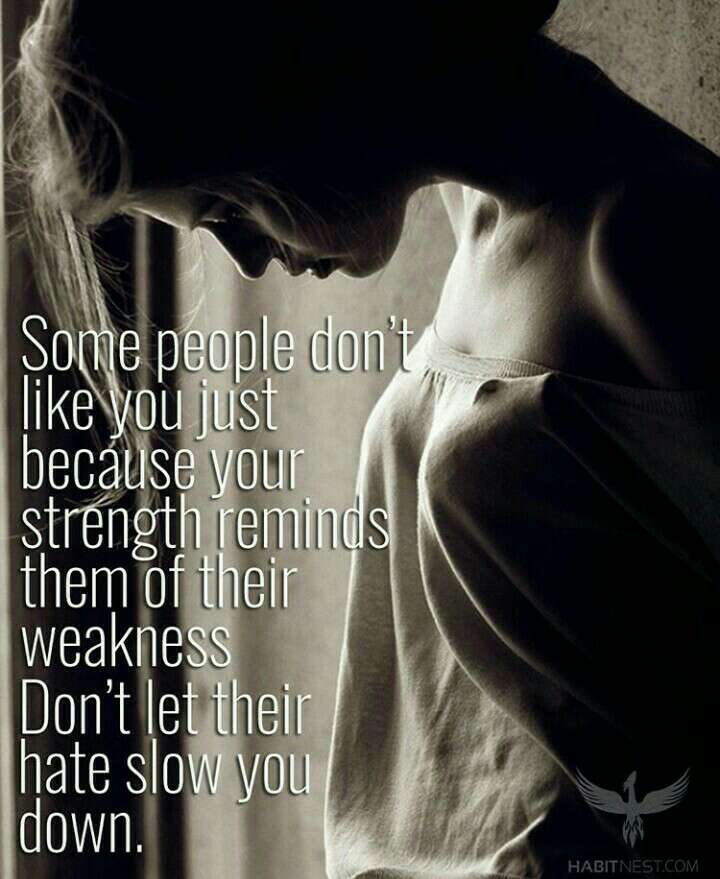 Some people don't
like you just
because your
strength reminds
them of their
weakness
Don't let their
hate slow you
down.
HABITNEST.COM